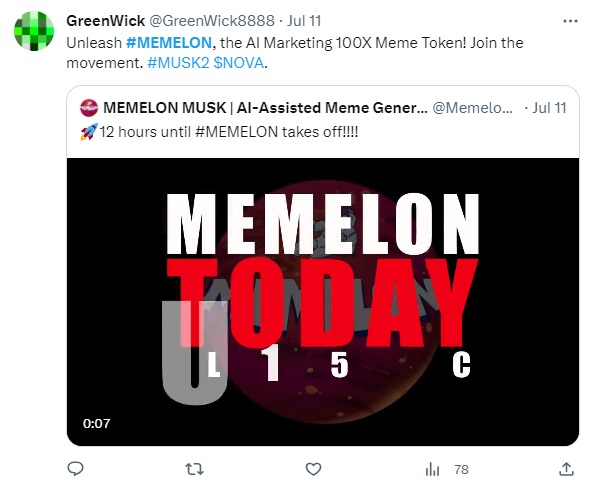 GreenWick @GreenWick8888 · Jul 11
Unleash #MEMELON, the AI Marketing 100X Meme Token! Join the
movement. #MUSK2 $NOVA.
MEMELON MUSK | AI-Assisted Meme Gener... @Memelo... · Jul 11
🚀12 hours until #MEMELON takes off!!!!
MEMELON
TODAY
U L 1 5 C
0:07
78